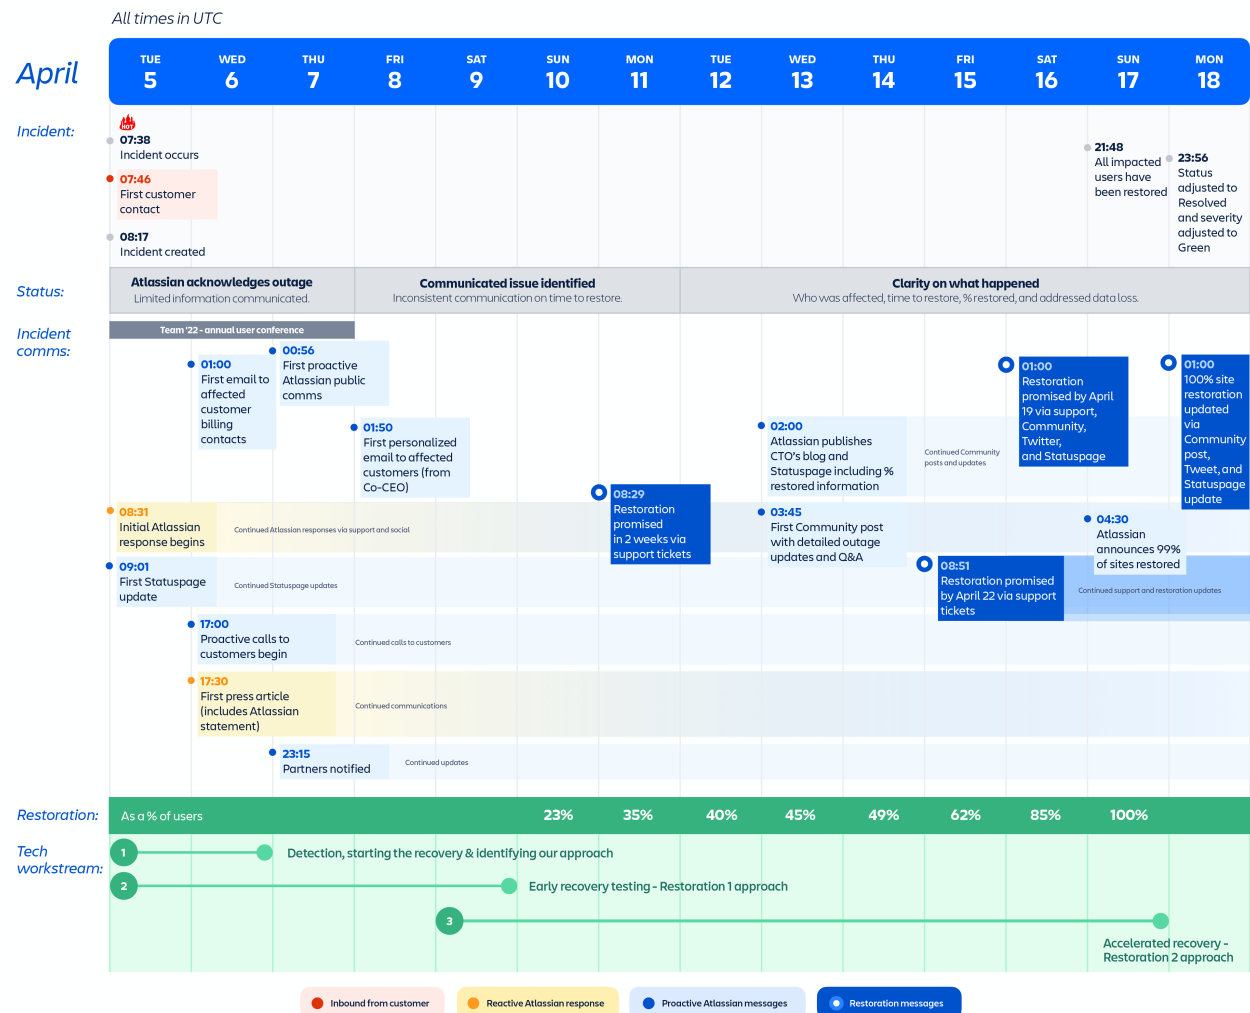 All times in UTC
April
TUE WED THU FRI SAT SUN MON TUE WED THU FRI SAT SUN MON
5 6 7 8 9 10 11 12 13 14 15 16 17 18
Incident:
HOT
07:38
Incident occurs
07:46
First customer
contact
08:17
Incident created
21:48
All impacted
users have
been restored
23:56
Status
adjusted to
Resolved
and severity
adjusted to
Green
Status:
Atlassian acknowledges outage
Limited information communicated.
Communicated issue identified
Inconsistent communication on time to restore.
Clarity on what happened
Who was affected, time to restore, % restored, and addressed data loss.
Incident
comms:
Team '22 - annual user conference
01:00
First email to
affected
customer
billing
contacts
00:56
First proactive
Atlassian public
comms
01:50
First personalized
email to affected
customers (from
Co-CEO)
08:29
Restoration
promised
in 2 weeks via
support tickets
02:00
Atlassian publishes
CTO's blog and
Statuspage including %
restored information
Continued Community
posts and updates
01:00
Restoration
promised by April
19 via support,
Community,
Twitter,
and Statuspage
01:00
100% site
restoration
updated
via
Community
post,
Tweet, and
Statuspage
update
08:31
Initial Atlassian
response begins
Continued Atlassian responses via support and social
03:45
First Community post
with detailed outage
updates and Q&A
04:30
Atlassian
announces 99%
of sites restored
09:01
First Statuspage
update
Continued Statuspage updates
08:51
Restoration promised
by April 22 via support
tickets
Continued support and restoration updates
17:00
Proactive calls to
customers begin
Continued calls to customers
17:30
First press article
(includes Atlassian
statement)
Continued communications
23:15
Partners notified
Continued updates
Restoration:
As a % of users
23% 35% 40% 45% 49% 62% 85% 100%
Tech
workstream:
1
Detection, starting the recovery & identifying our approach
2
Early recovery testing - Restoration 1 approach
3
Accelerated recovery -
Restoration 2 approach
Inbound from customer
Reactive Atlassian response
Proactive Atlassian messages
Restoration messages